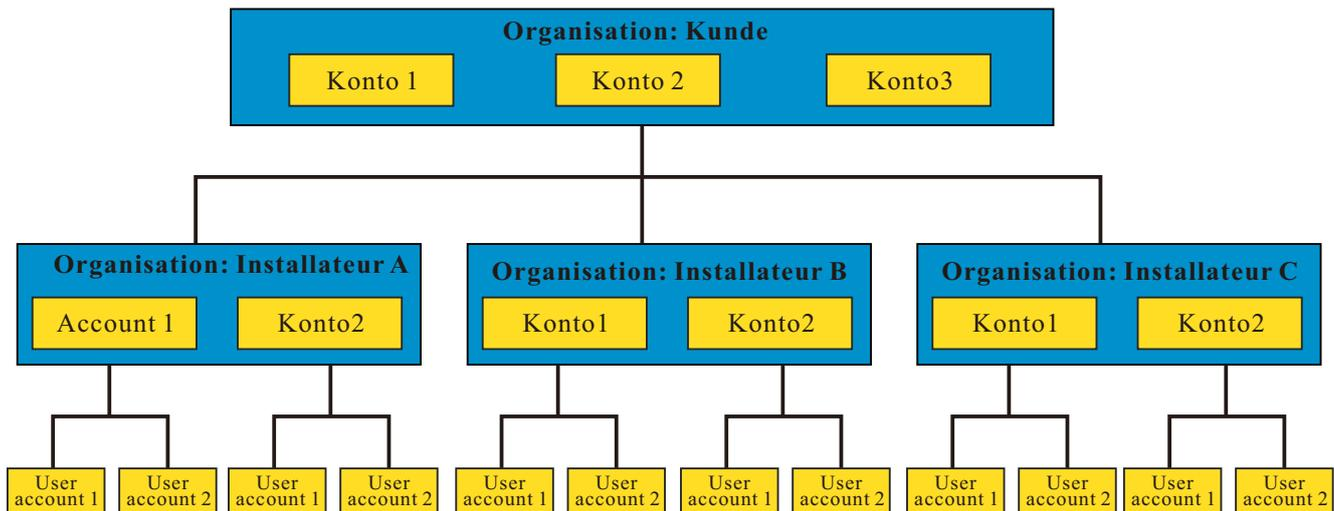 Organisation: Kunde
Konto 1
Konto 2
Konto3
Organisation: Installateur A
Account 1
Konto2
Organisation: Installateur B
Konto1
Konto2
Organisation: Installateur C
Konto1
Konto2
User
account 1
User
account 2
User
account 1
User
account 2
User
account 1
User
account 2
User
account 1
User
account 2
User
account 1
User
account 2
User
account 1
User
account 2